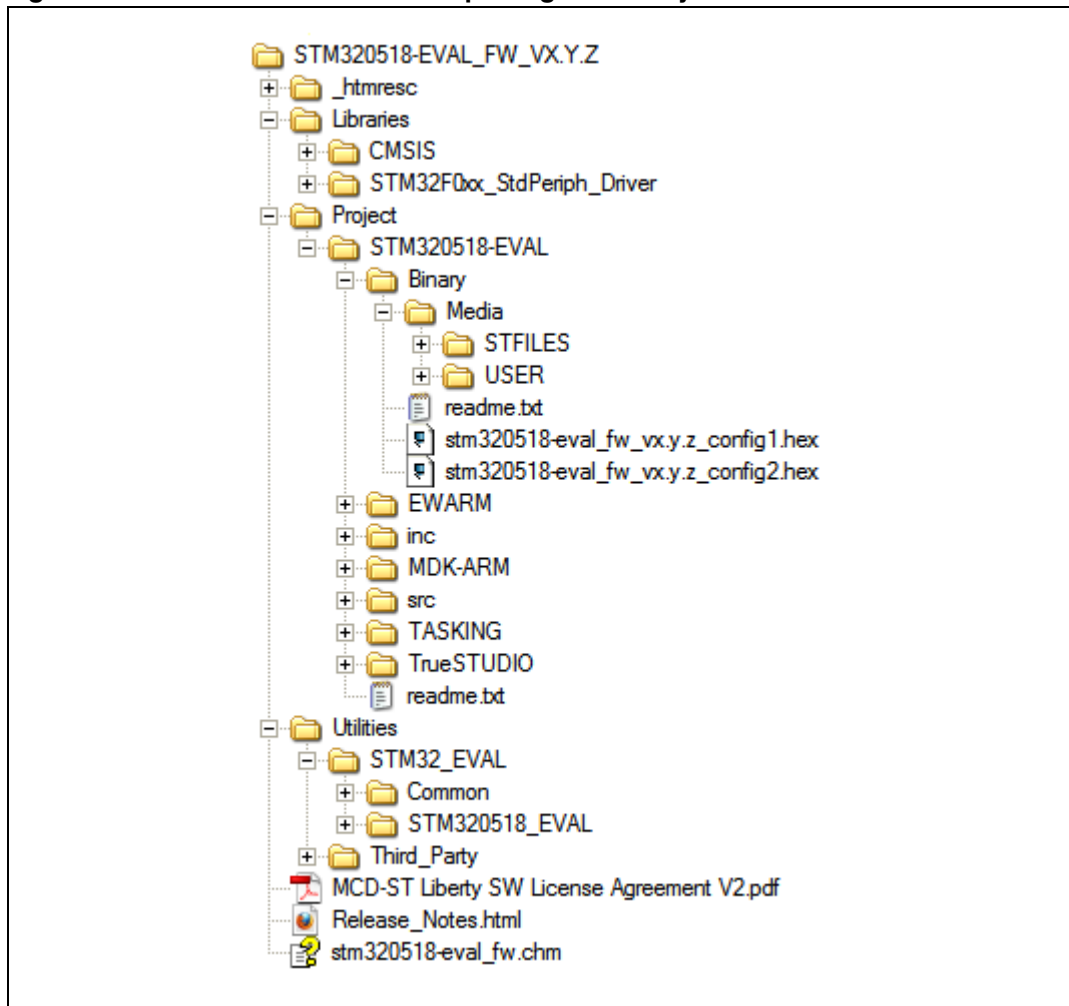 STM320518-EVAL_FW_VX.Y.Z
_htmresc
Libraries
CMSIS
STM32F0xx_StdPeriph_Driver
Project
STM320518-EVAL
Binary
Media
STFILES
USER
readme.txt
stm320518-eval_fw_vx.y.z_config1.hex
stm320518-eval_fw_vx.y.z_config2.hex
EWARM
inc
MDK-ARM
src
TASKING
TrueSTUDIO
readme.txt
Utilities
STM32_EVAL
Common
STM320518_EVAL
Third_Party
MCD-ST Liberty SW License Agreement V2.pdf
Release_Notes.html
stm320518-eval_fw.chm